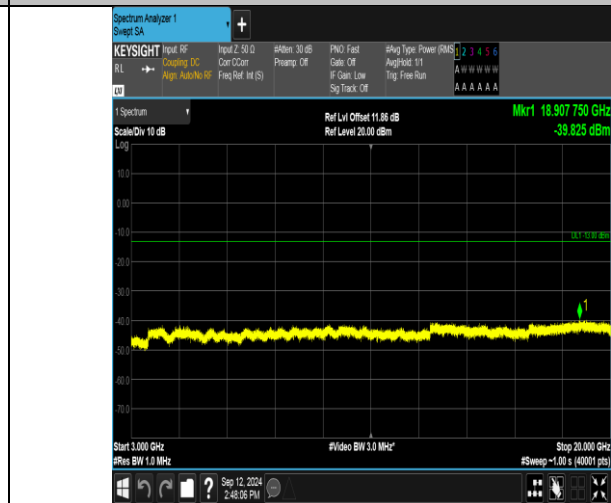 Spectrum Analyzer 1
Swept SA
+
KEYSIGHT Input: RF Input Z: 50 Ω #Atten: 30 dB PNO: Fast #Avg Type: Power (RMS 1 2 3 4 5 6
RL Coupling: DC Corr CCorr Preamp: Off Gate: Off Avg|Hold: 1/1 A W W W W W
Align: Auto/No RF Freq Ref: Int (S) IF Gain: Low Trig: Free Run
Sig Track: Off A A A A A A
1 Spectrum
Ref Lvl Offset 11.86 dB Mkr1 18.907 750 GHz
Scale/Div 10 dB Ref Level 20.00 dBm -39.825 dBm
Log
10.0
0.00
-10.0
DL1 -13.00 dBm
-20.0
-30.0
1
-40.0
-50.0
-60.0
-70.0
Start 3.000 GHz #Video BW 3.0 MHz* Stop 20.000 GHz
#Res BW 1.0 MHz #Sweep ~1.00 s (40001 pts)
? Sep 12, 2024
2:48:06 PM